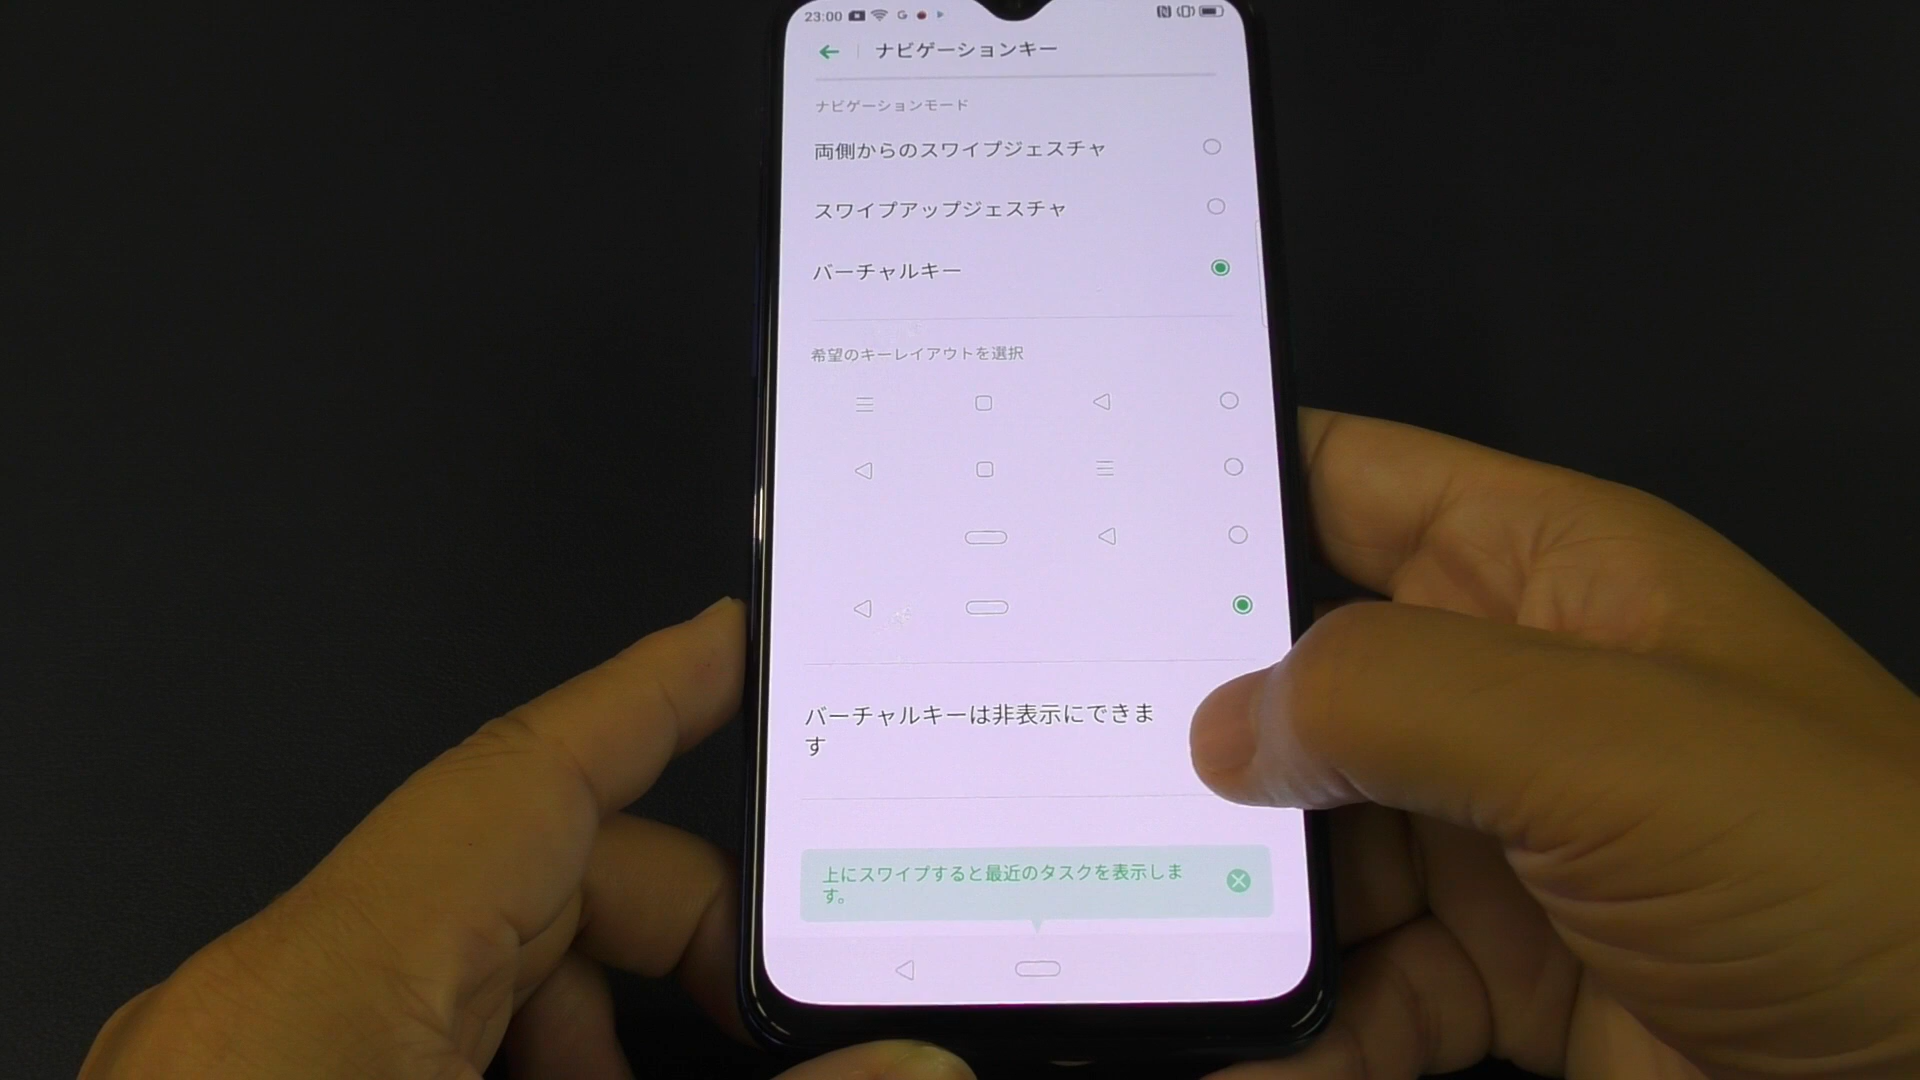 23:00
ナビゲーションキー
ナビゲーションモード
両側からのスワイプジェスチャ
スワイプアップジェスチャ
バーチャルキー
希望のキーレイアウトを選択
バーチャルキーは非表示にできま
す
上にスワイプすると最近のタスクを表示しま
す。